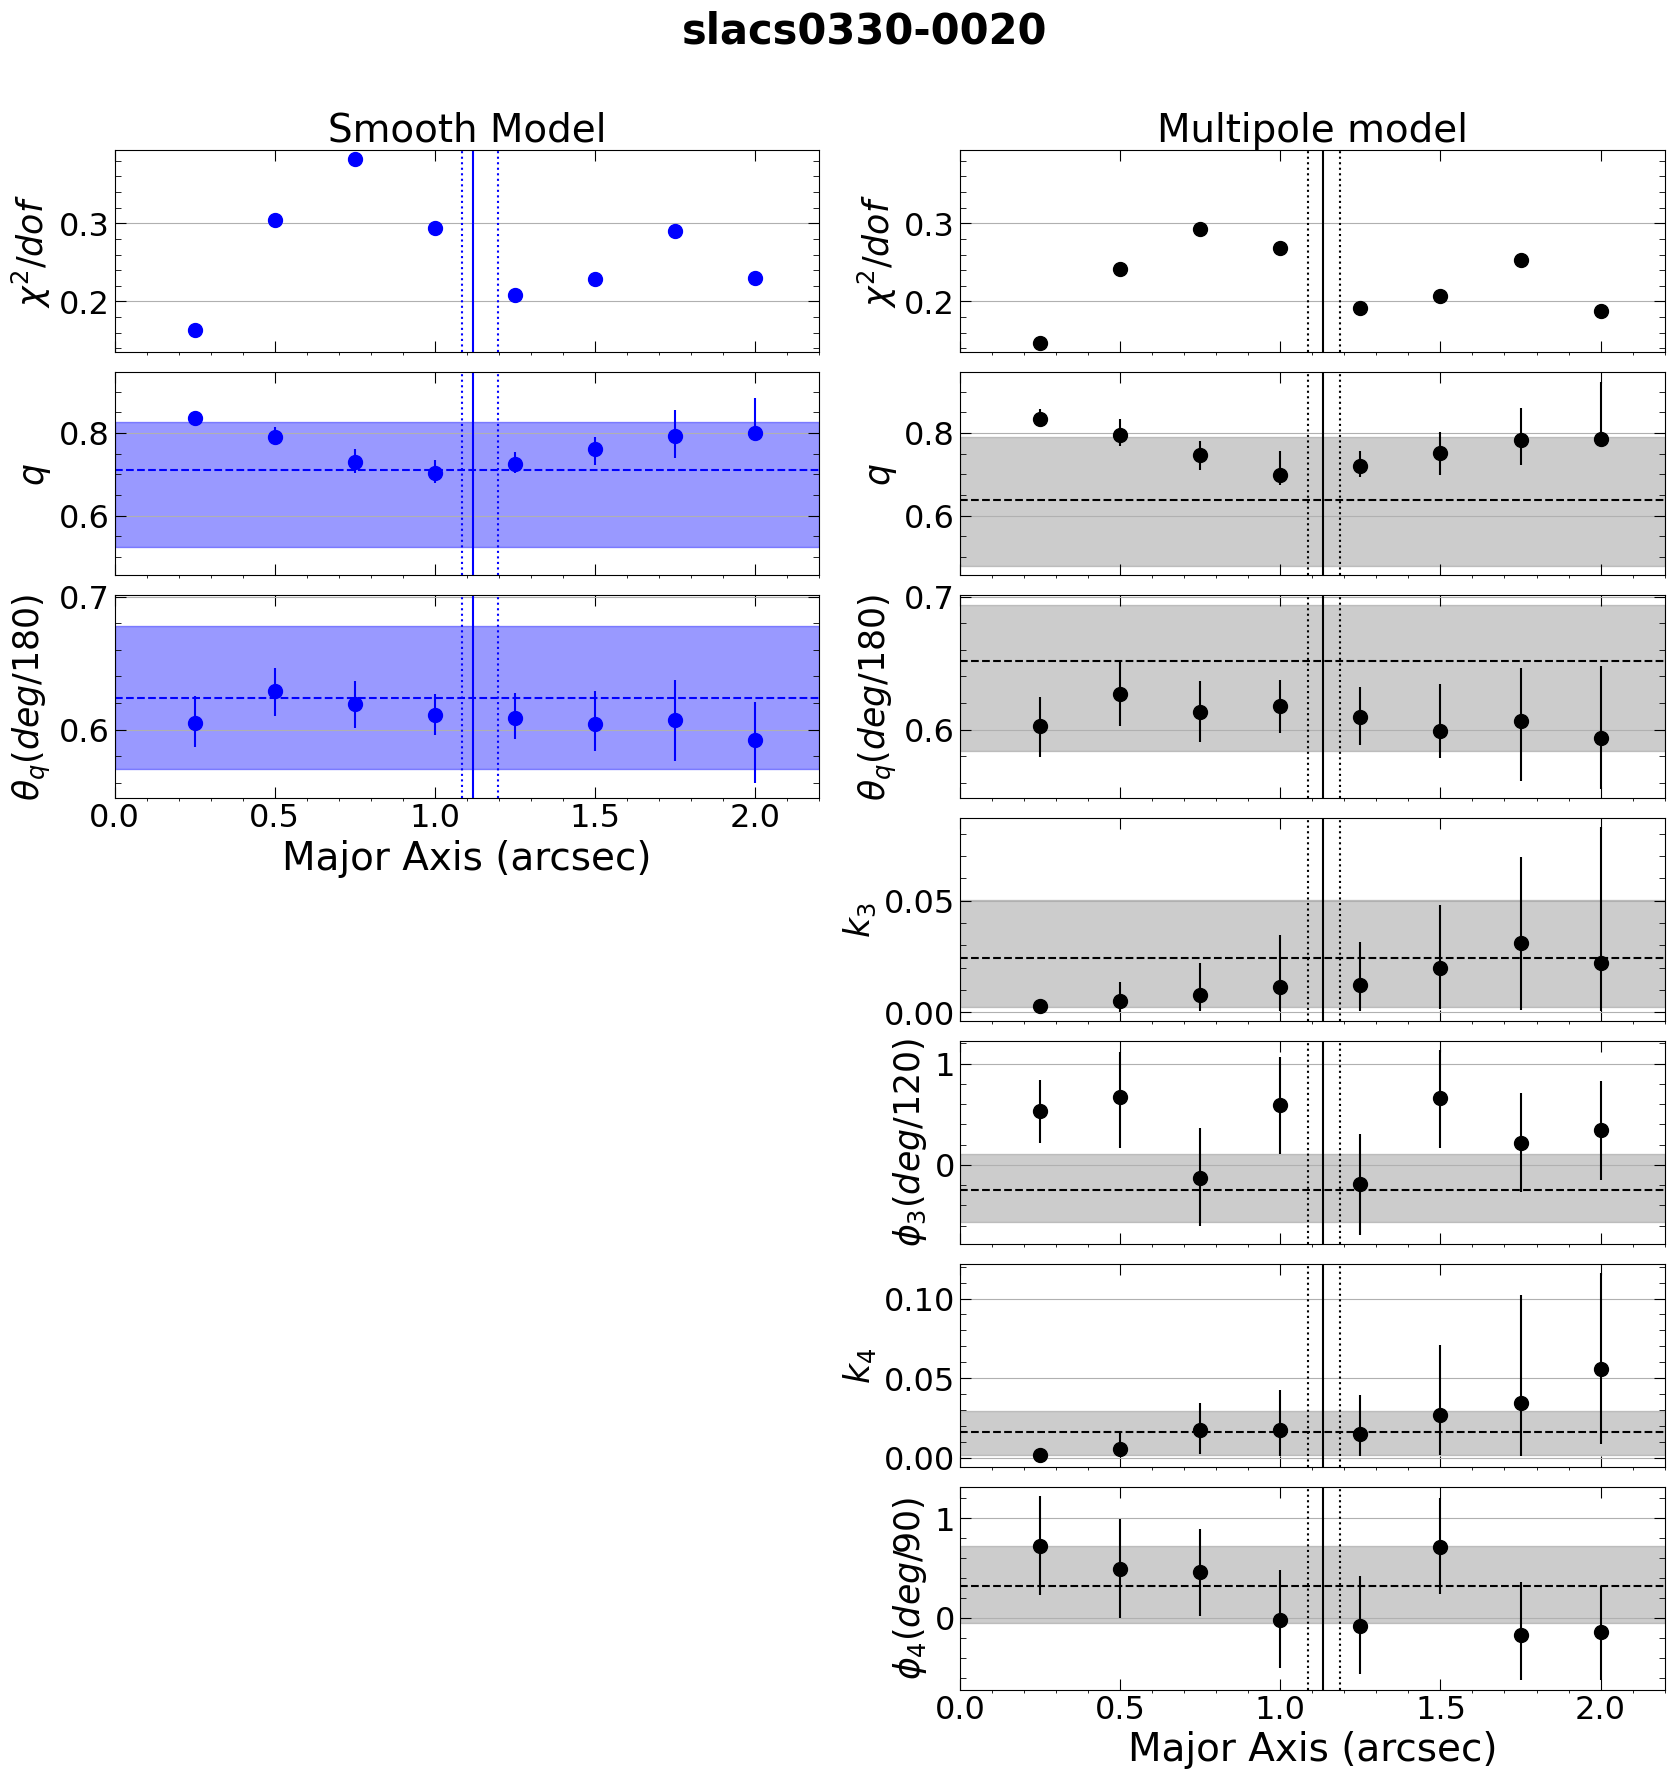 slacs0330-0020
Smooth Model
χ²/dof
0.3
0.2
q
0.8
0.6
θ_q(deg/180)
0.7
0.6
0.0 0.5 1.0 1.5 2.0
Major Axis (arcsec)
Multipole model
χ²/dof
0.3
0.2
q
0.8
0.6
θ_q(deg/180)
0.7
0.6
k₃
0.05
0.00
ϕ₃(deg/120)
1
0
k₄
0.10
0.05
0.00
ϕ₄(deg/90)
1
0
0.0 0.5 1.0 1.5 2.0
Major Axis (arcsec)